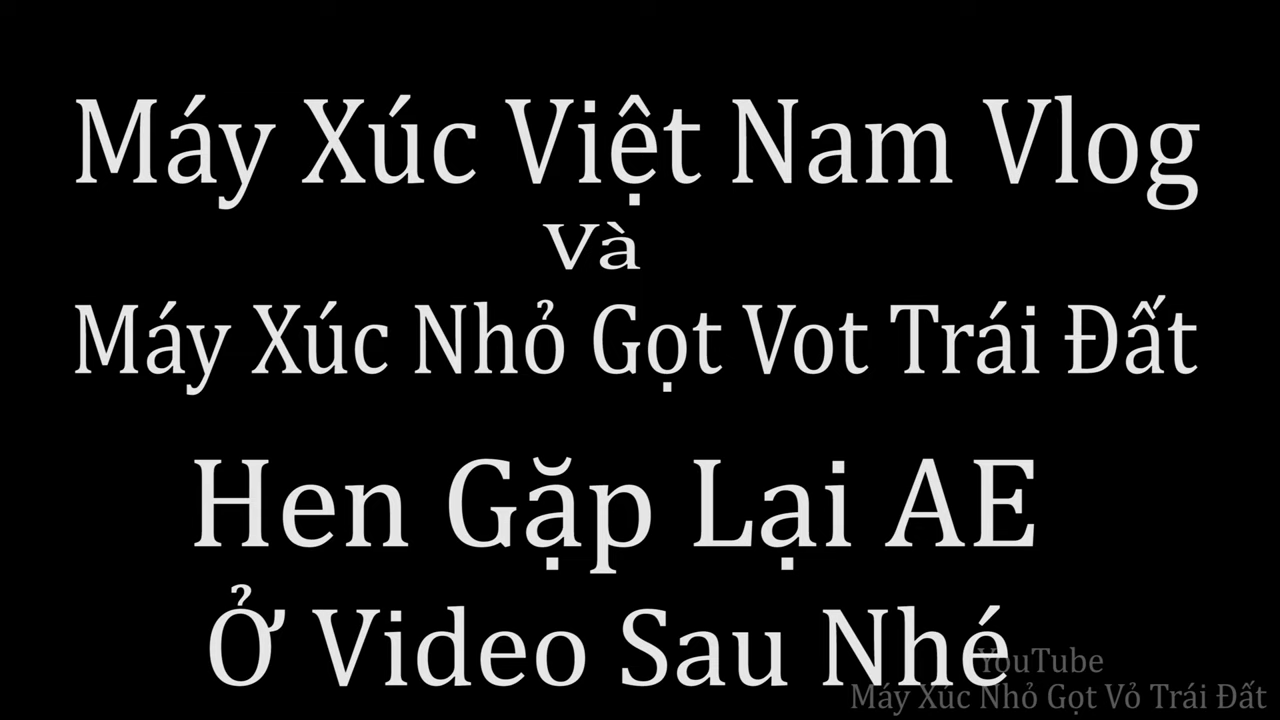 Máy Xúc Việt Nam Vlog
Và
Máy Xúc Nhỏ Gọt Vot Trái Đất
Hen Gặp Lại AE
Ở Video Sau Nhé
YouTube
Máy Xúc Nhỏ Gọt Vỏ Trái Đất